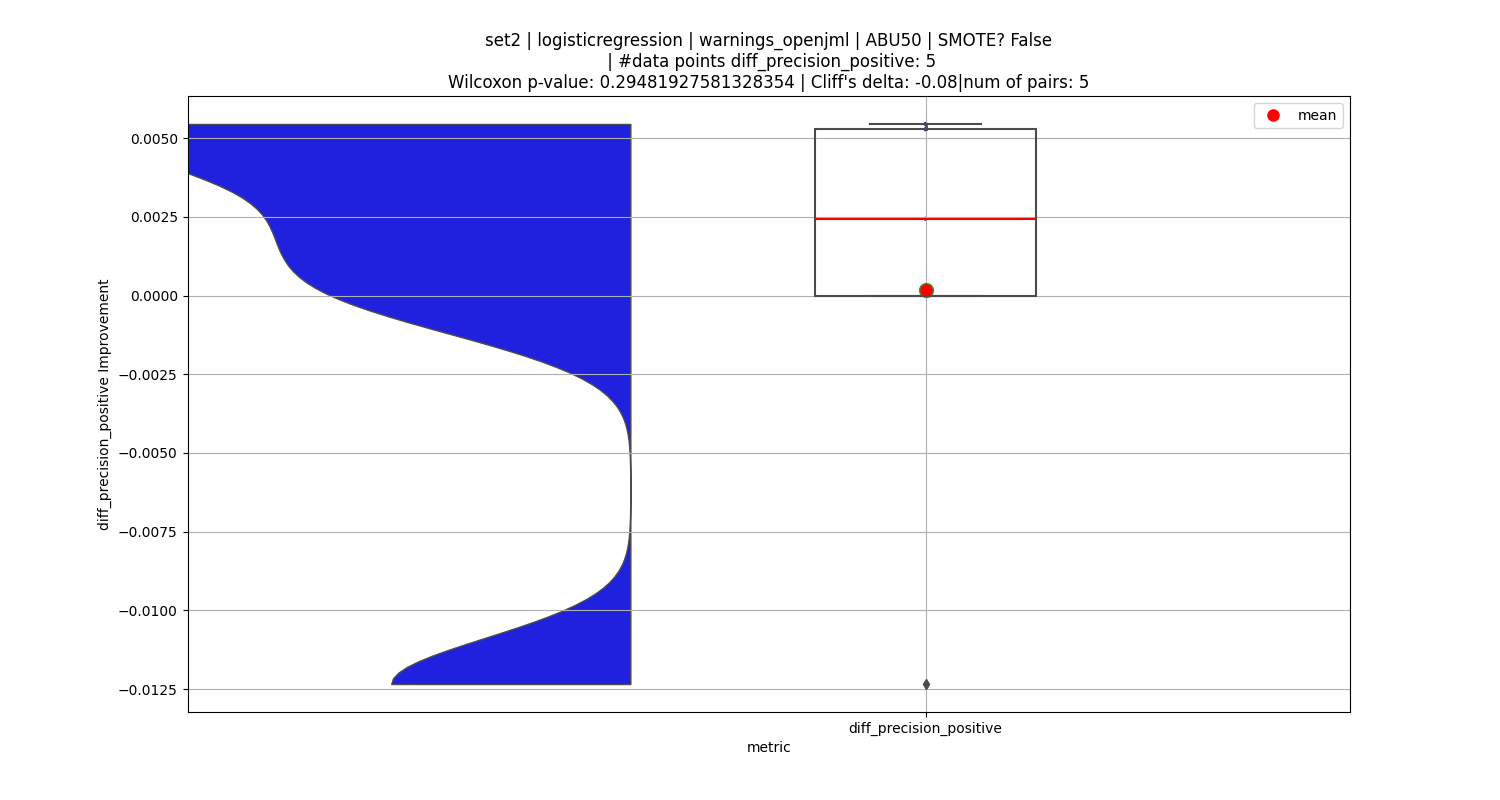 set2 | logisticregression | warnings_openjml | ABU50 | SMOTE? False
| #data points diff_precision_positive: 5
Wilcoxon p-value: 0.29481927581328354 | Cliff's delta: -0.08|num of pairs: 5
mean
0.0050
0.0025
0.0000
−0.0025
−0.0050
−0.0075
−0.0100
−0.0125
diff_precision_positive Improvement
diff_precision_positive
metric